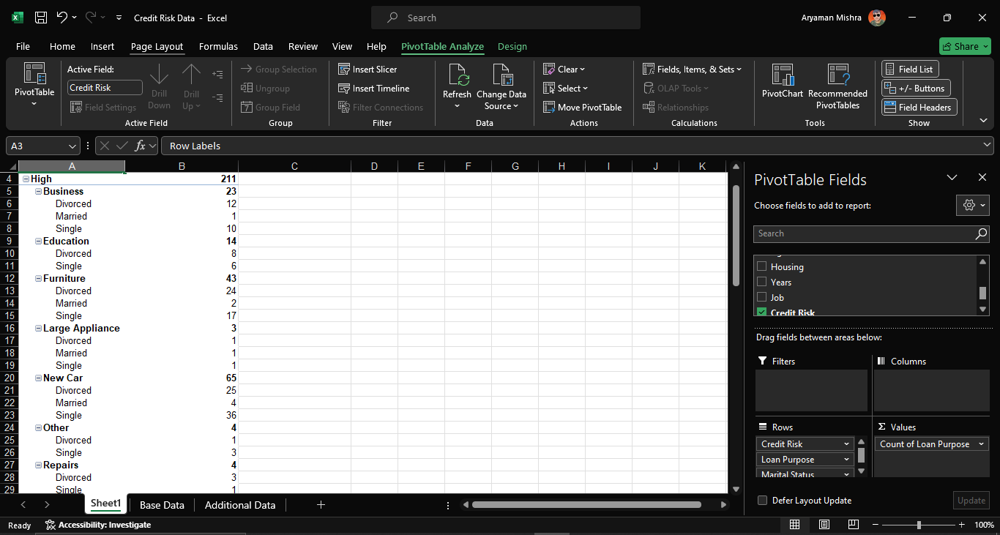 Credit Risk Data - Excel
Search
Aryaman Mishra
File Home Insert Page Layout Formulas Data Review View Help PivotTable Analyze Design Share
PivotTable
Active Field:
Credit Risk
Field Settings
Drill Down
Drill Up
Active Field
Group Selection
Ungroup
Group Field
Group
Insert Slicer
Insert Timeline
Filter Connections
Filter
Refresh
Change Data Source
Data
Clear
Select
Move PivotTable
Actions
Fields, Items, & Sets
OLAP Tools
Relationships
Calculations
PivotChart
Recommended PivotTables
Tools
Field List
+/- Buttons
Field Headers
Show
A3 fx Row Labels
A B C D E F G H I J K
4 High 211
5 Business 23
6 Divorced 12
7 Married 1
8 Single 10
9 Education 14
10 Divorced 8
11 Single 6
12 Furniture 43
13 Divorced 24
14 Married 2
15 Single 17
16 Large Appliance 3
17 Divorced 1
18 Married 1
19 Single 1
20 New Car 65
21 Divorced 25
22 Married 4
23 Single 36
24 Other 4
25 Divorced 1
26 Single 3
27 Repairs 4
28 Divorced 3
29 Single 1
PivotTable Fields
Choose fields to add to report:
Search
Housing
Years
Job
Credit Risk
Drag fields between areas below:
Filters
Columns
Rows
Σ Values
Credit Risk
Loan Purpose
Marital Status
Count of Loan Purpose
Defer Layout Update
Update
Sheet1 Base Data Additional Data
Ready
Accessibility: Investigate
100%